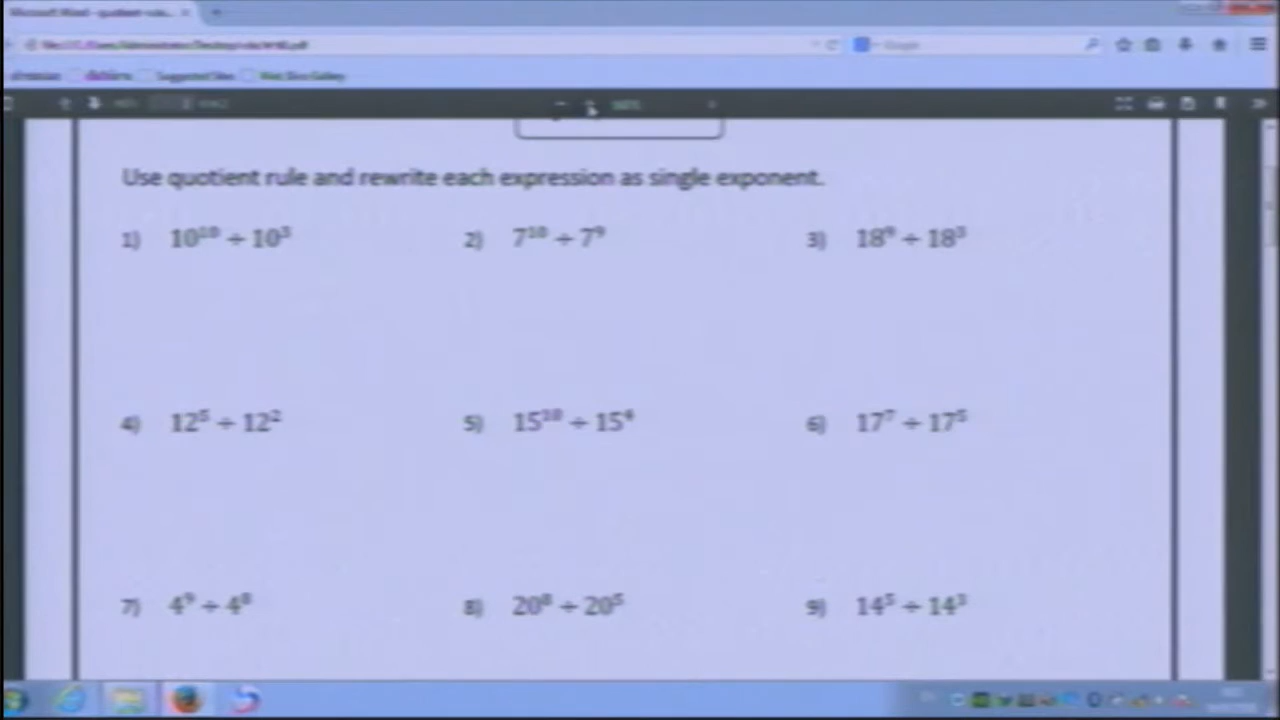 Use quotient rule and rewrite each expression as single exponent.
1) 10¹⁰ ÷ 10³ 2) 7¹⁰ ÷ 7⁹ 3) 18⁹ ÷ 18³
4) 12⁵ ÷ 12² 5) 15¹⁰ ÷ 15⁴ 6) 17⁷ ÷ 17⁵
7) 4⁹ ÷ 4⁸ 8) 20⁸ ÷ 20⁵ 9) 14⁵ ÷ 14³